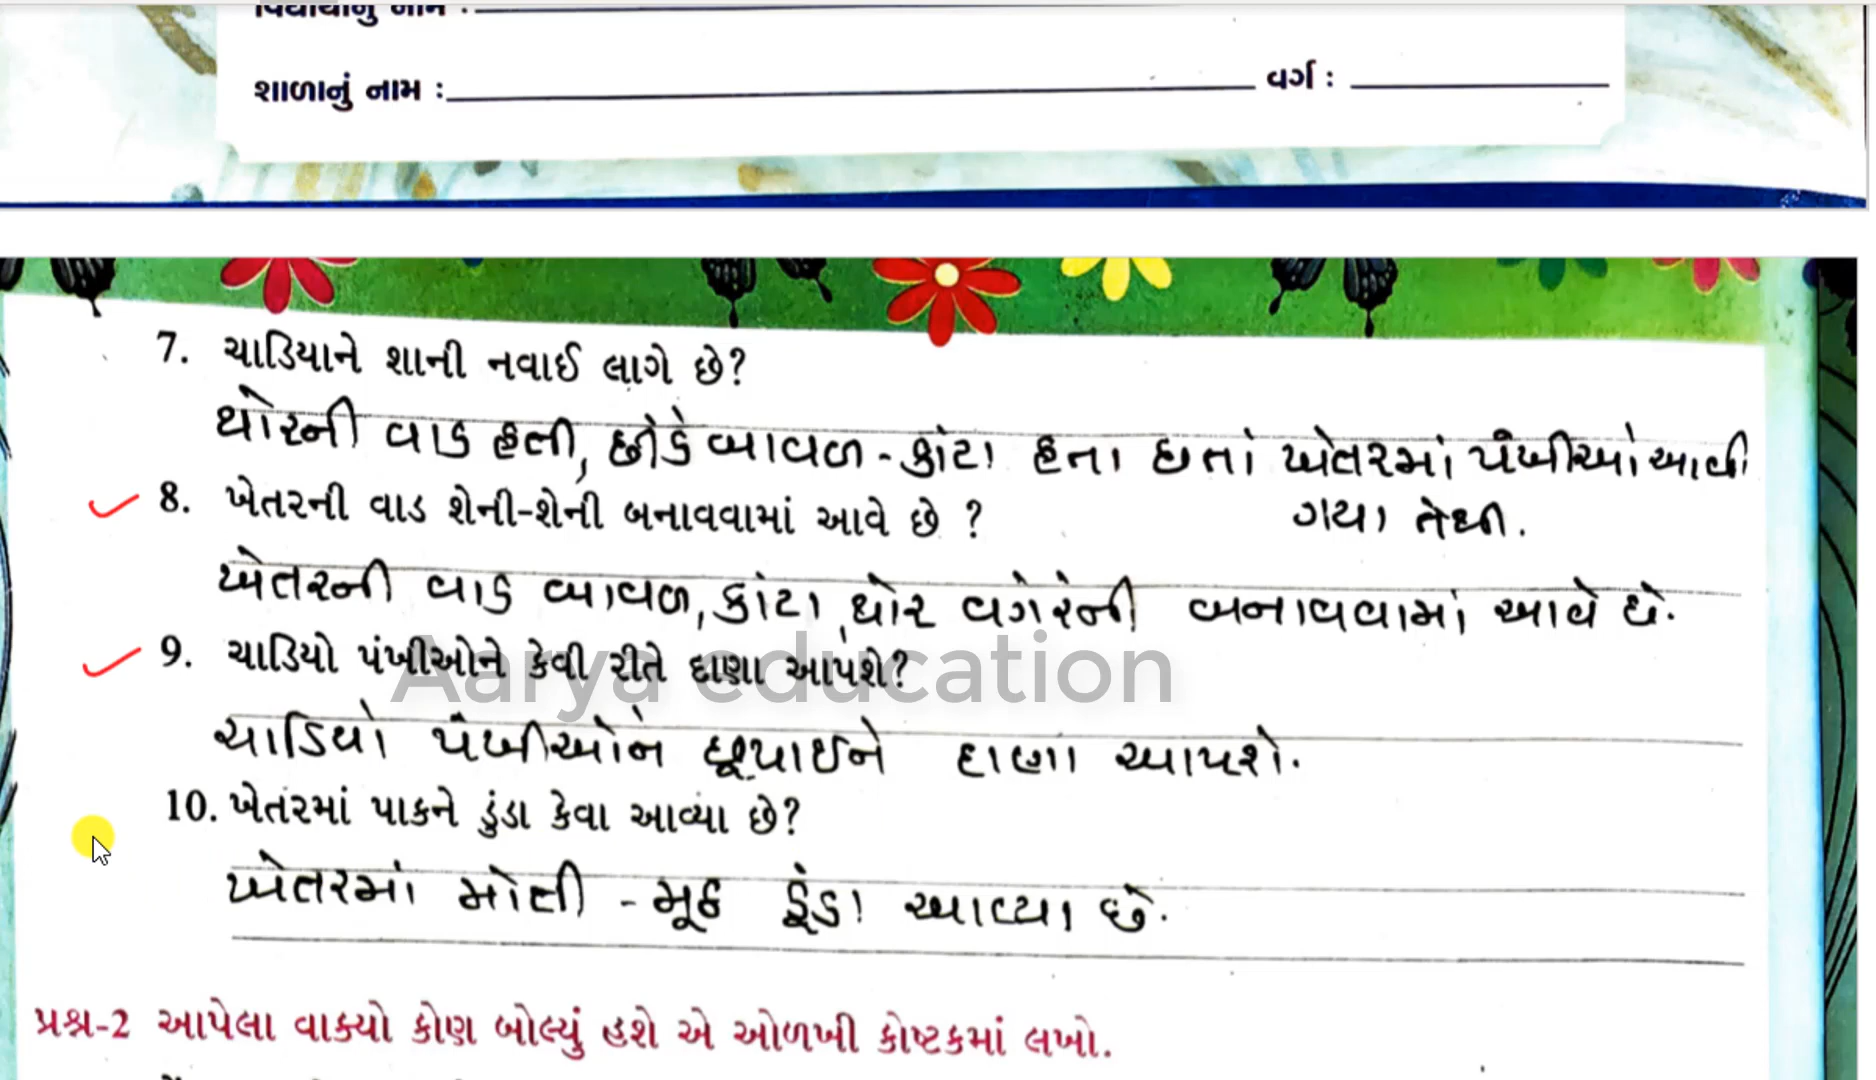 શાળાનું નામ : વર્ગ :
7. ચાડિયાને શાની નવાઈ લાગે છે?
થોરની વાડ હતી, છોડે બાવળ - કાંટા હતા છતાં ખેતરમાં પંખીઓ આવી
ગયા તેથી.
8. ખેતરની વાડ શેની-શેની બનાવવામાં આવે છે ?
ખેતરની વાડ બાવળ, કાંટા, થોર વગેરેની બનાવવામાં આવે છે.
9. ચાડિયો પંખીઓને કેવી રીતે દાણા આપશે?
Aarya education
ચાડિયો પંખીઓને છૂપાઈને દાણા આપશે.
10. ખેતરમાં પાકને ડુંડા કેવા આવ્યા છે?
ખેતરમાં મોતી - મૂઠ ડૂંડા આવ્યા છે.
પ્રશ્ન-2 આપેલા વાક્યો કોણ બોલ્યું હશે એ ઓળખી કોષ્ટકમાં લખો.